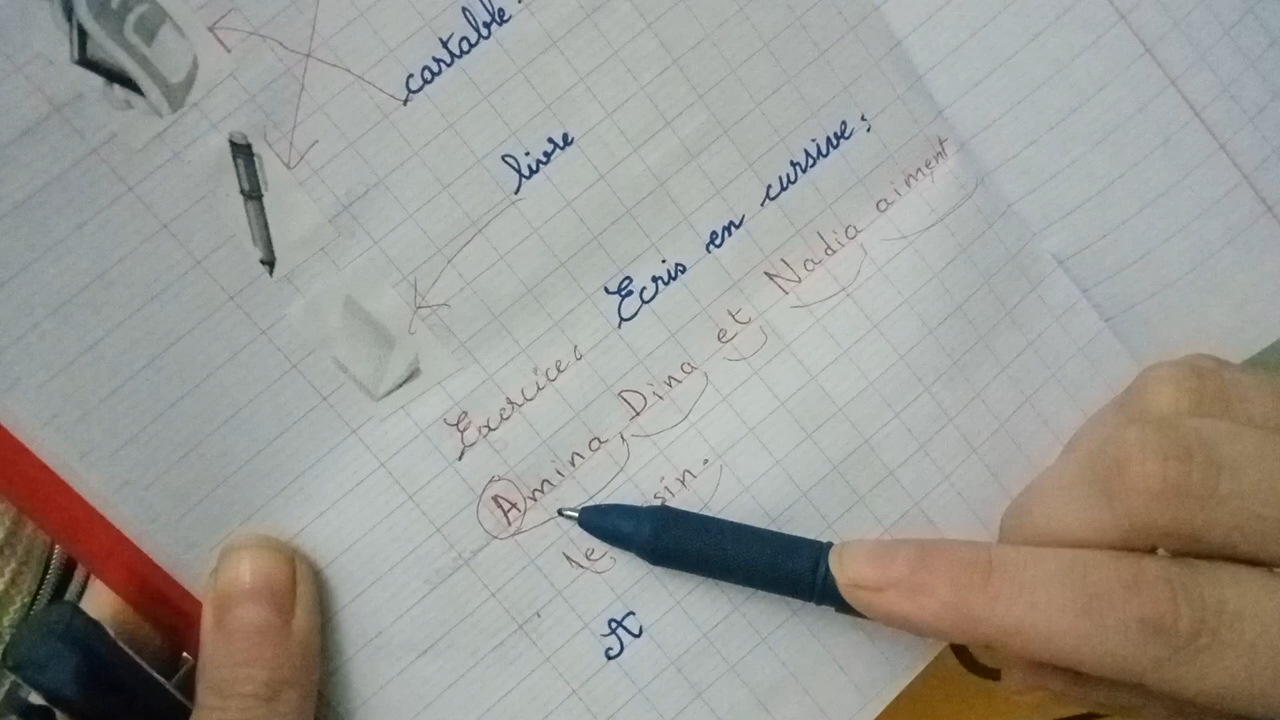 cartable.
livre
Exercice: Ecris en cursive:
Amina, Dina et Nadia aiment
le sin.
A